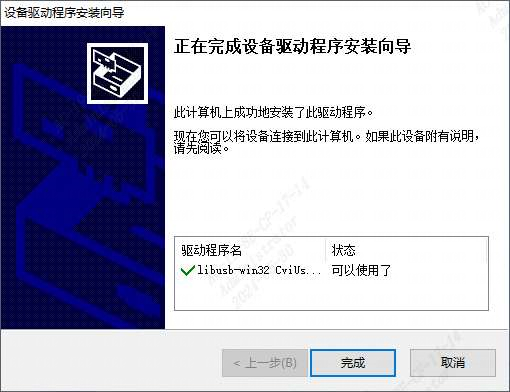 设备驱动程序安装向导
正在完成设备驱动程序安装向导
此计算机上成功地安装了此驱动程序。
现在您可以将设备连接到此计算机。如果此设备附有说明，
请先阅读。
驱动程序名 状态
libusb-win32 CviUs... 可以使用了
< 上一步(B) 完成 取消